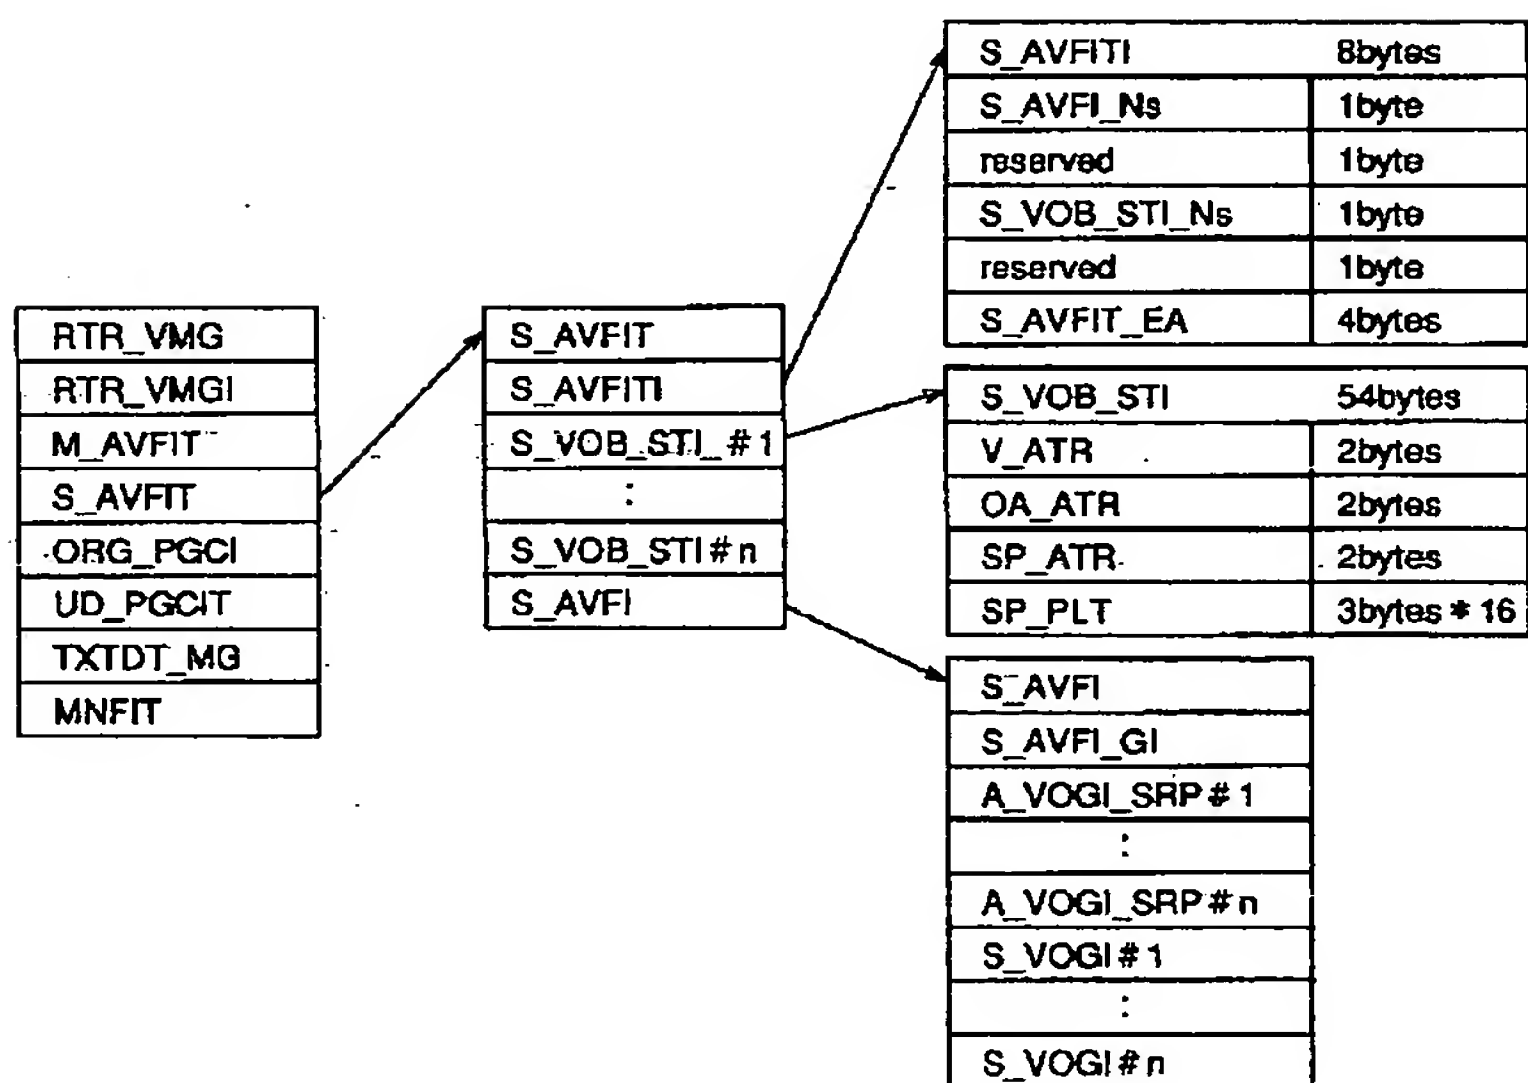 RTR_VMG
RTR_VMGI
M_AVFIT
S_AVFIT
ORG_PGCI
UD_PGCIT
TXTDT_MG
MNFIT
S_AVFIT
S_AVFITI
S_VOB_STI_#1
:
S_VOB_STI#n
S_AVFI
S_AVFITI 8bytes
S_AVFI_Ns 1byte
reserved 1byte
S_VOB_STI_Ns 1byte
reserved 1byte
S_AVFIT_EA 4bytes
S_VOB_STI 54bytes
V_ATR 2bytes
OA_ATR 2bytes
SP_ATR 2bytes
SP_PLT 3bytes*16
S_AVFI
S_AVFI_GI
A_VOGI_SRP#1
:
A_VOGI_SRP#n
S_VOGI#1
:
S_VOGI#n